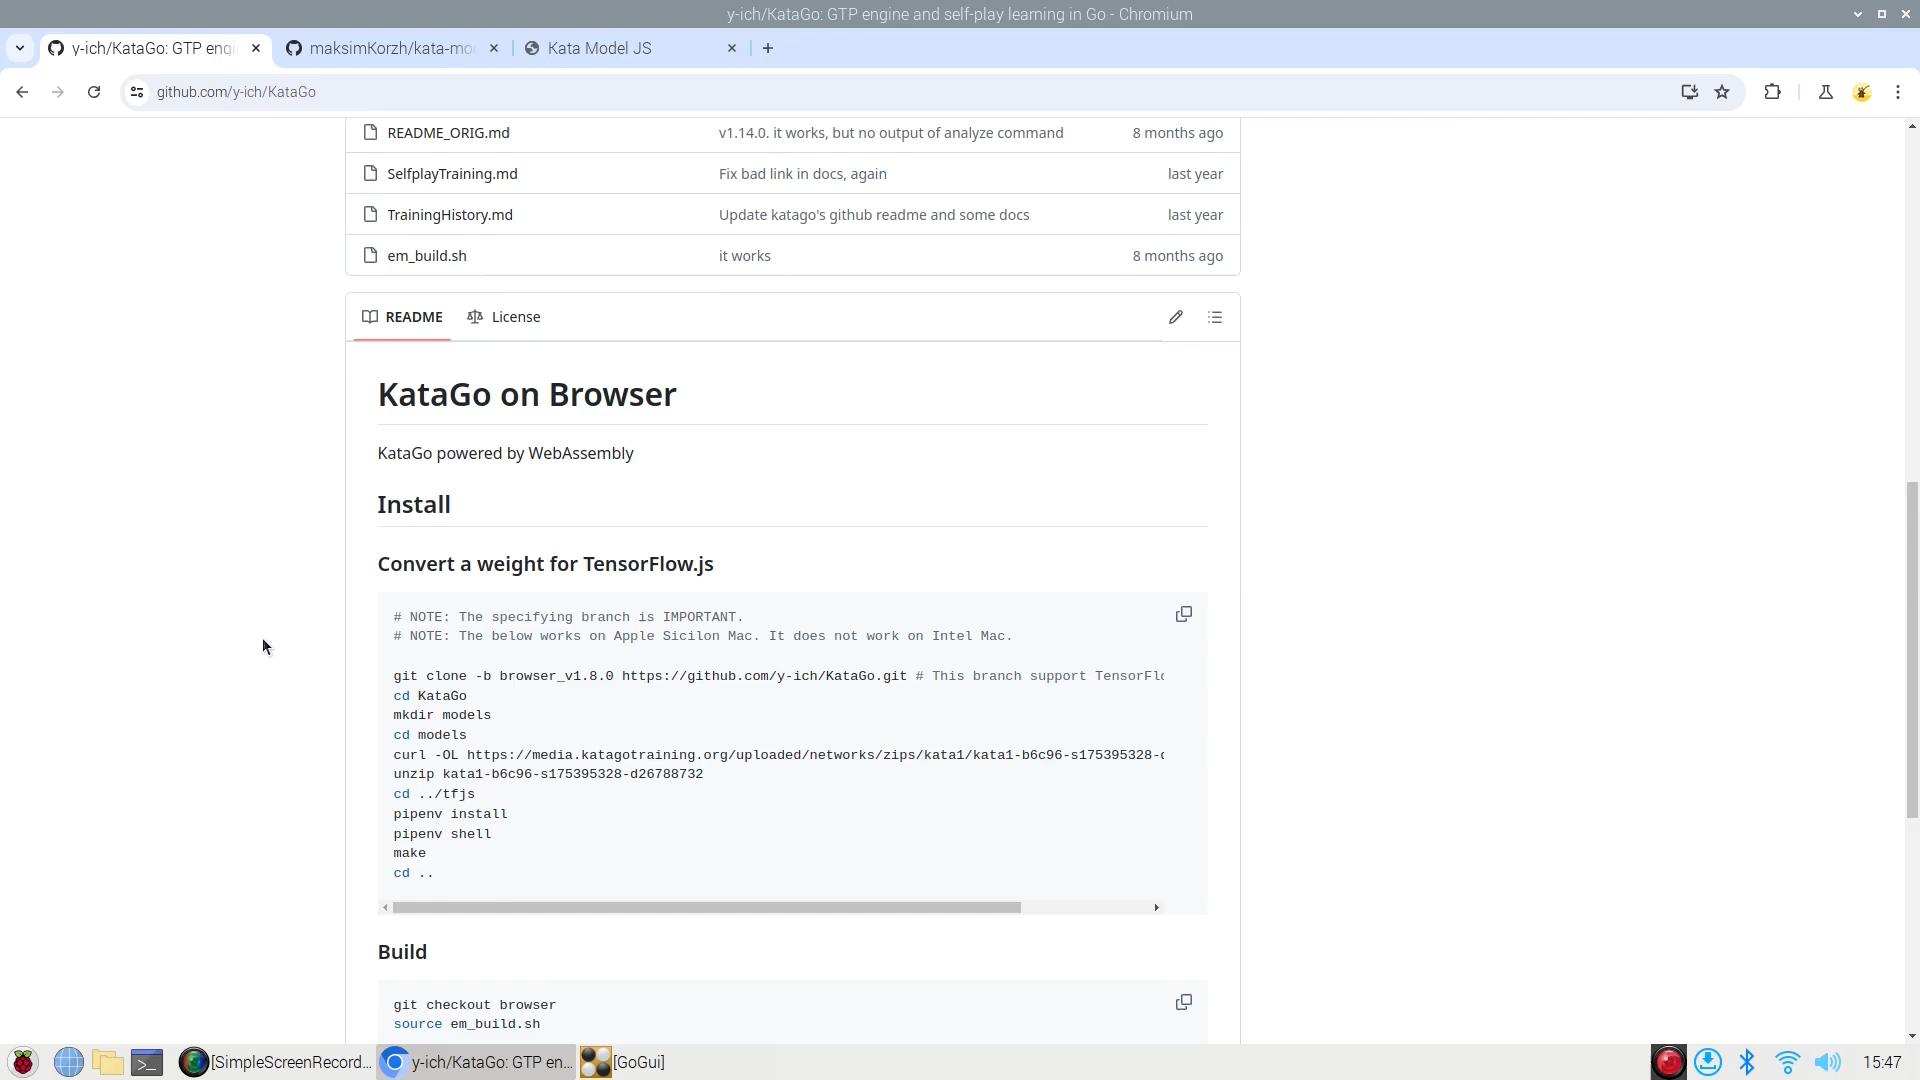 y-ich/KataGo: GTP engine and self-play learning in Go - Chromium
y-ich/KataGo: GTP engi
maksimKorzh/kata-mo
Kata Model JS
github.com/y-ich/KataGo
README_ORIG.md v1.14.0. it works, but no output of analyze command 8 months ago
SelfplayTraining.md Fix bad link in docs, again last year
TrainingHistory.md Update katago's github readme and some docs last year
em_build.sh it works 8 months ago
README License
KataGo on Browser
KataGo powered by WebAssembly
Install
Convert a weight for TensorFlow.js
# NOTE: The specifying branch is IMPORTANT.
# NOTE: The below works on Apple Sicilon Mac. It does not work on Intel Mac.
git clone -b browser_v1.8.0 https://github.com/y-ich/KataGo.git # This branch support TensorFlo
cd KataGo
mkdir models
cd models
curl -OL https://media.katagotraining.org/uploaded/networks/zips/kata1/kata1-b6c96-s175395328-d
unzip kata1-b6c96-s175395328-d26788732
cd ../tfjs
pipenv install
pipenv shell
make
cd ..
Build
git checkout browser
source em_build.sh
[SimpleScreenRecord...
y-ich/KataGo: GTP en...
[GoGui]
15:47